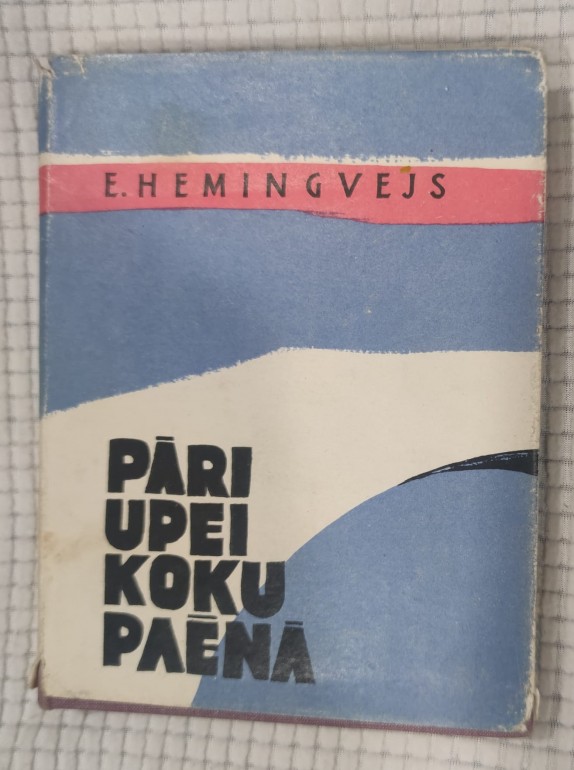 E. HEMINGVEJS
PĀRI
UPEI
KOKU
PAĒNĀ